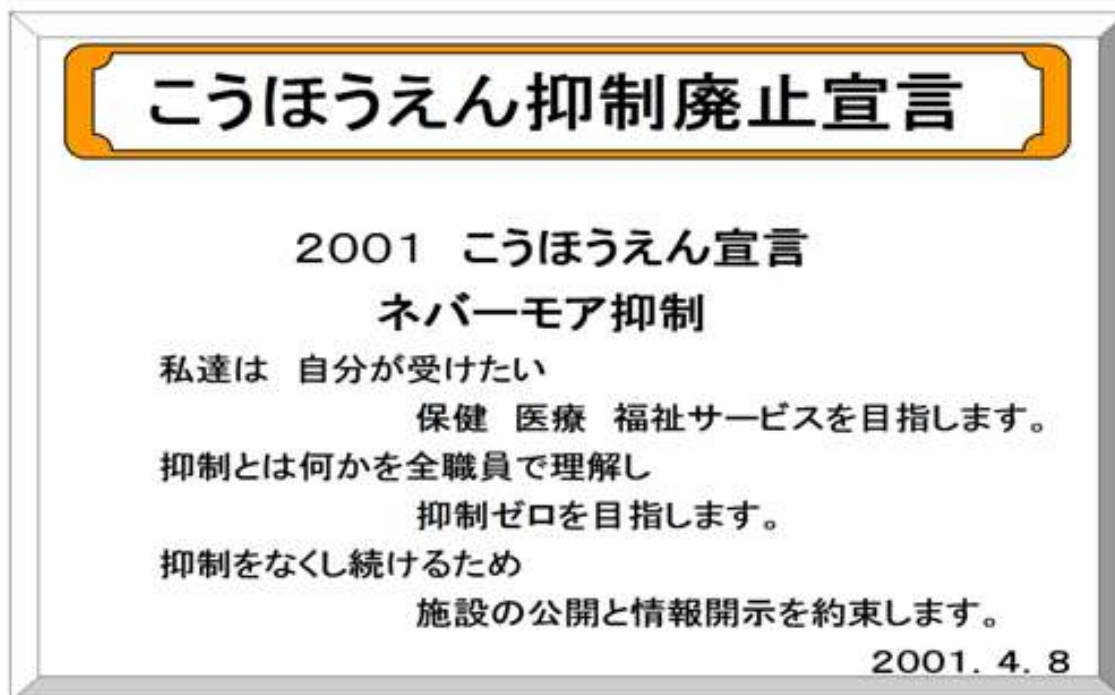 こうほうえん抑制廃止宣言
2001　こうほうえん宣言
ネバーモア抑制
私達は　自分が受けたい
保健　医療　福祉サービスを目指します。
抑制とは何かを全職員で理解し
抑制ゼロを目指します。
抑制をなくし続けるため
施設の公開と情報開示を約束します。
2001. 4. 8